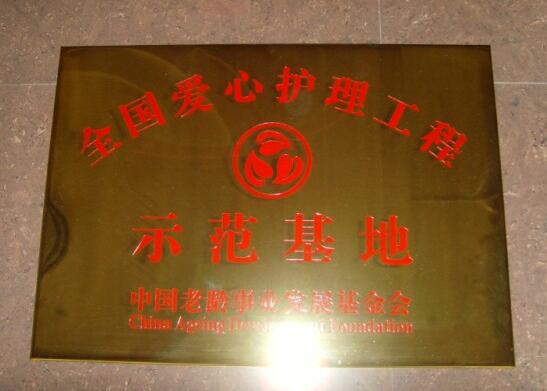 全国爱心护理工程
示范基地
中国老龄事业发展基金会
China Ageing Development Foundation